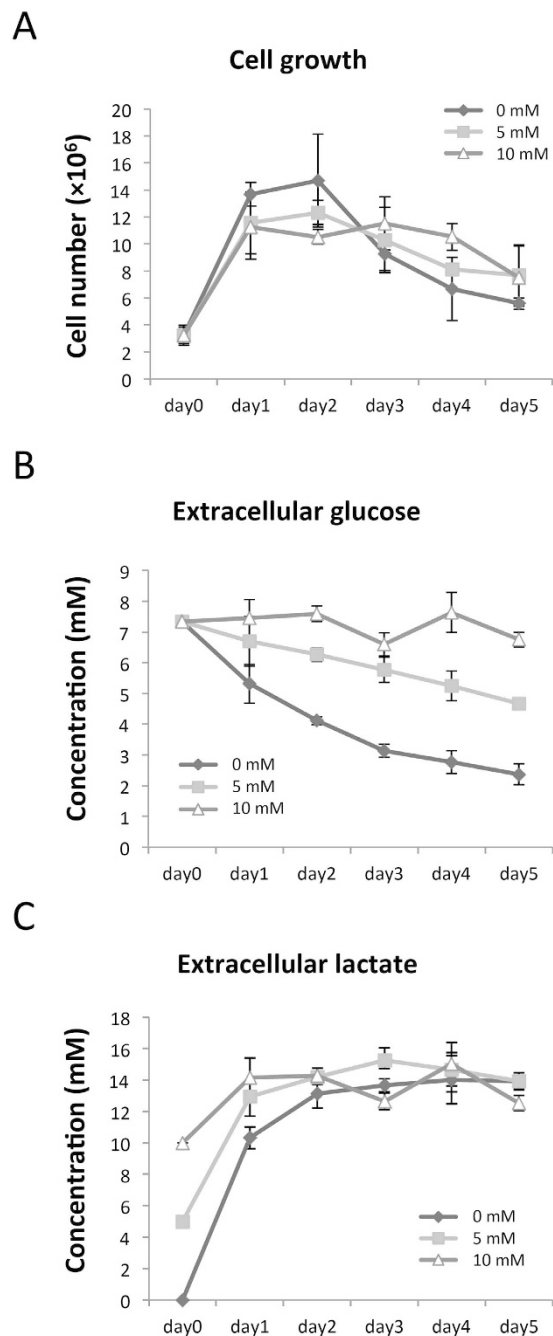 A
Cell growth
Cell number (×10⁶)
20
18
16
14
12
10
8
6
4
2
0
0 mM
5 mM
10 mM
day0 day1 day2 day3 day4 day5
B
Extracellular glucose
Concentration (mM)
9
8
7
6
5
4
3
2
1
0
0 mM
5 mM
10 mM
day0 day1 day2 day3 day4 day5
C
Extracellular lactate
Concentration (mM)
18
16
14
12
10
8
6
4
2
0
0 mM
5 mM
10 mM
day0 day1 day2 day3 day4 day5